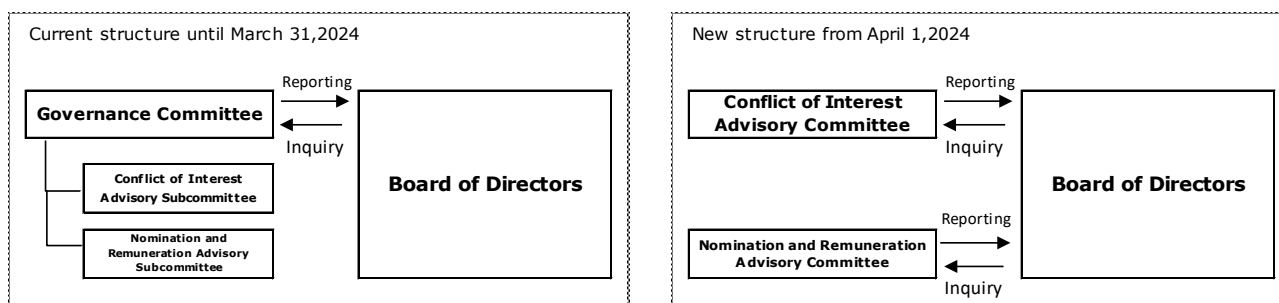 Current structure until March 31,2024
Reporting
Governance Committee
Inquiry
Conflict of Interest
Advisory Subcommittee
Nomination and
Remuneration Advisory
Subcommittee
Board of Directors
New structure from April 1,2024
Reporting
Conflict of Interest
Advisory Committee
Inquiry
Board of Directors
Reporting
Nomination and Remuneration
Advisory Committee
Inquiry